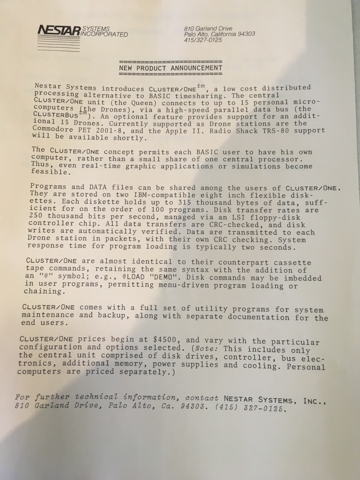 NESTAR SYSTEMS
INCORPORATED
810 Garland Drive
Palo Alto, California 94303
415/327-0125
NEW PRODUCT ANNOUNCEMENT
Nestar Systems introduces CLUSTER/ONE™, a low cost distributed
processing alternative to BASIC timesharing. The central
CLUSTER/ONE unit (the Queen) connects to up to 15 personal micro-
computers (the Drones), via a high-speed parallel data bus (the
CLUSTERBUS™). An optional feature provides support for an addit-
ional 15 Drones. Currently supported as Drone stations are the
Commodore PET 2001-8, and the Apple II. Radio Shack TRS-80 support
will be available shortly.
The CLUSTER/ONE concept permits each BASIC user to have his own
computer, rather than a small share of one central processor.
Thus, even real-time graphic applications or simulations become
feasible.
Programs and DATA files can be shared among the users of CLUSTER/ONE.
They are stored on two IBM-compatible eight inch flexible disk-
ettes. Each diskette holds up to 315 thousand bytes of data, suff-
icient for on the order of 100 programs. Disk transfer rates are
250 thousand bits per second, managed via an LSI floppy-disk
controller chip. All data transfers are CRC-checked, and disk
writes are automatically verified. Data are transmitted to each
Drone station in packets, with their own CRC checking. System
response time for program loading is typically two seconds.
CLUSTER/ONE disk commands are almost identical to their counterpart cassette
tape commands, retaining the same syntax with the addition of
an "#" symbol; e.g., #LOAD "DEMO". Disk commands may be imbedded
in user programs, permitting menu-driven program loading or
chaining.
CLUSTER/ONE comes with a full set of utility programs for system
maintenance and backup, along with separate documentation for the
end users.
CLUSTER/ONE prices begin at $4500, and vary with the particular
configuration and options selected. (Note: This includes only
the central unit comprised of disk drives, controller, bus elec-
tronics, additional memory, power supplies and cooling. Personal
computers are priced separately.)
For further technical information, contact NESTAR SYSTEMS, INC.,
810 Garland Drive, Palo Alto, Ca. 94303. (415) 327-0125.